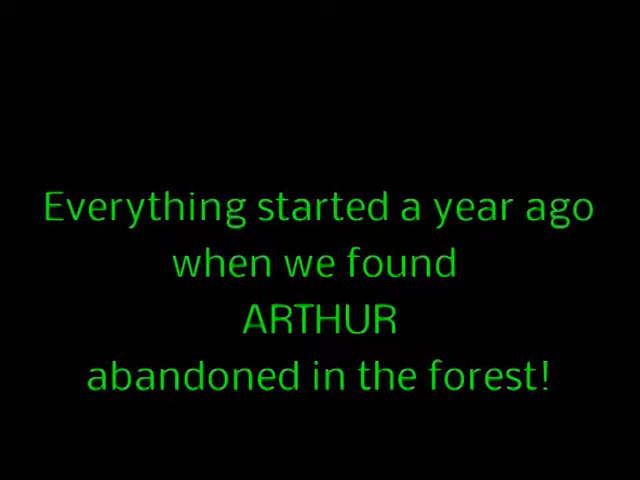 Everything started a year ago
when we found
ARTHUR
abandoned in the forest!